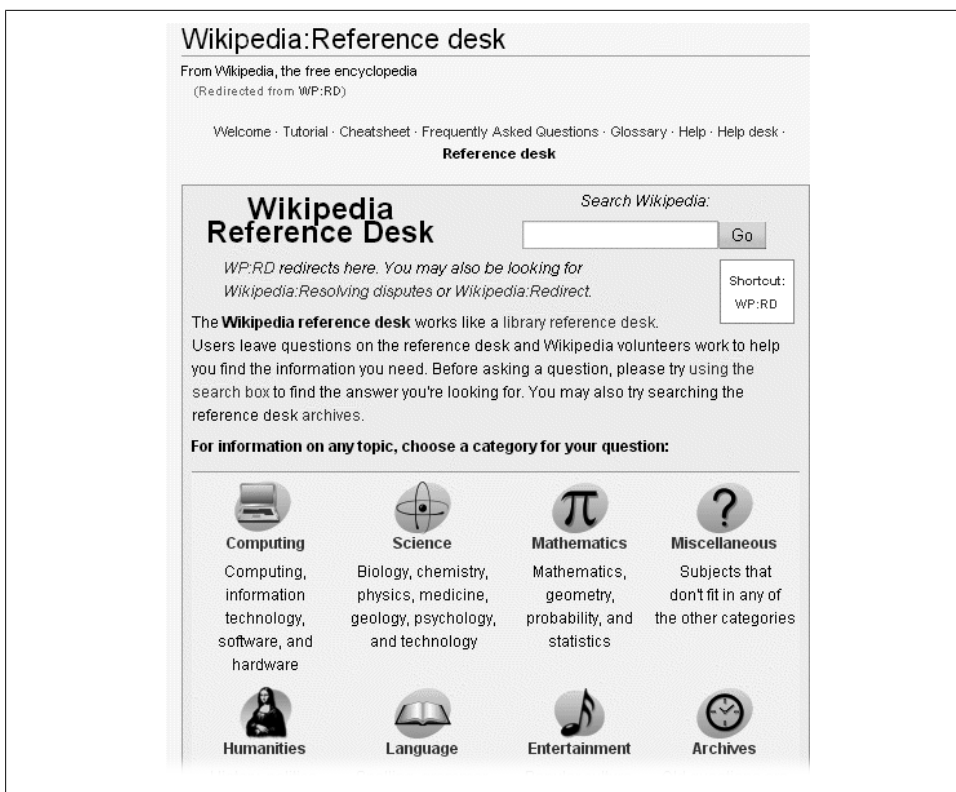 Wikipedia:Reference desk
From Wikipedia, the free encyclopedia
(Redirected from WP:RD)
Welcome · Tutorial · Cheatsheet · Frequently Asked Questions · Glossary · Help · Help desk ·
Reference desk
Wikipedia
Reference Desk
Search Wikipedia:
Go
WP:RD redirects here. You may also be looking for
Wikipedia:Resolving disputes or Wikipedia:Redirect.
Shortcut:
WP:RD
The Wikipedia reference desk works like a library reference desk.
Users leave questions on the reference desk and Wikipedia volunteers work to help
you find the information you need. Before asking a question, please try using the
search box to find the answer you're looking for. You may also try searching the
reference desk archives.
For information on any topic, choose a category for your question:
π
?
Computing
Science
Mathematics
Miscellaneous
Computing,
information
technology,
software, and
hardware
Biology, chemistry,
physics, medicine,
geology, psychology,
and technology
Mathematics,
geometry,
probability, and
statistics
Subjects that
don't fit in any of
the other categories
Humanities
Language
Entertainment
Archives